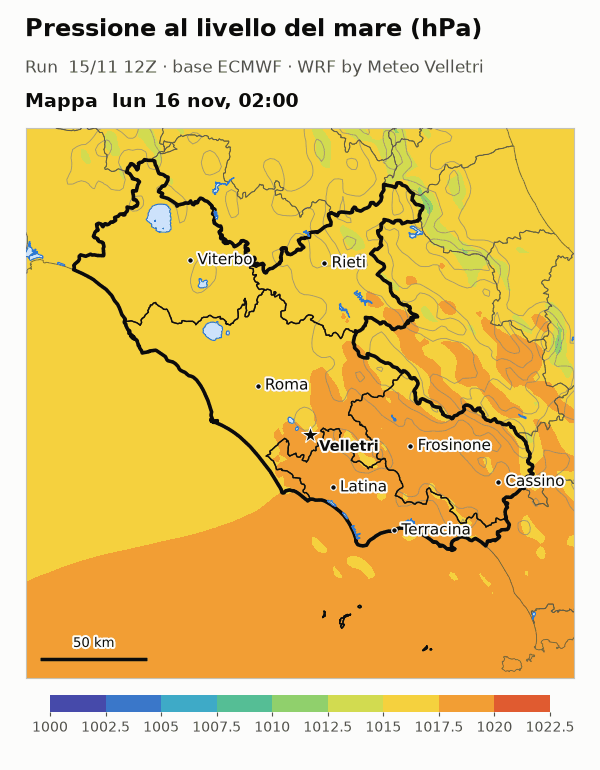 Pressione al livello del mare (hPa)
Run  15/11 12Z · base ECMWF · WRF by Meteo Velletri
Mappa  lun 16 nov, 02:00
Viterbo
Rieti
Roma
Velletri
Frosinone
Cassino
Latina
Terracina
50 km
1000 1002.5 1005 1007.5 1010 1012.5 1015 1017.5 1020 1022.5